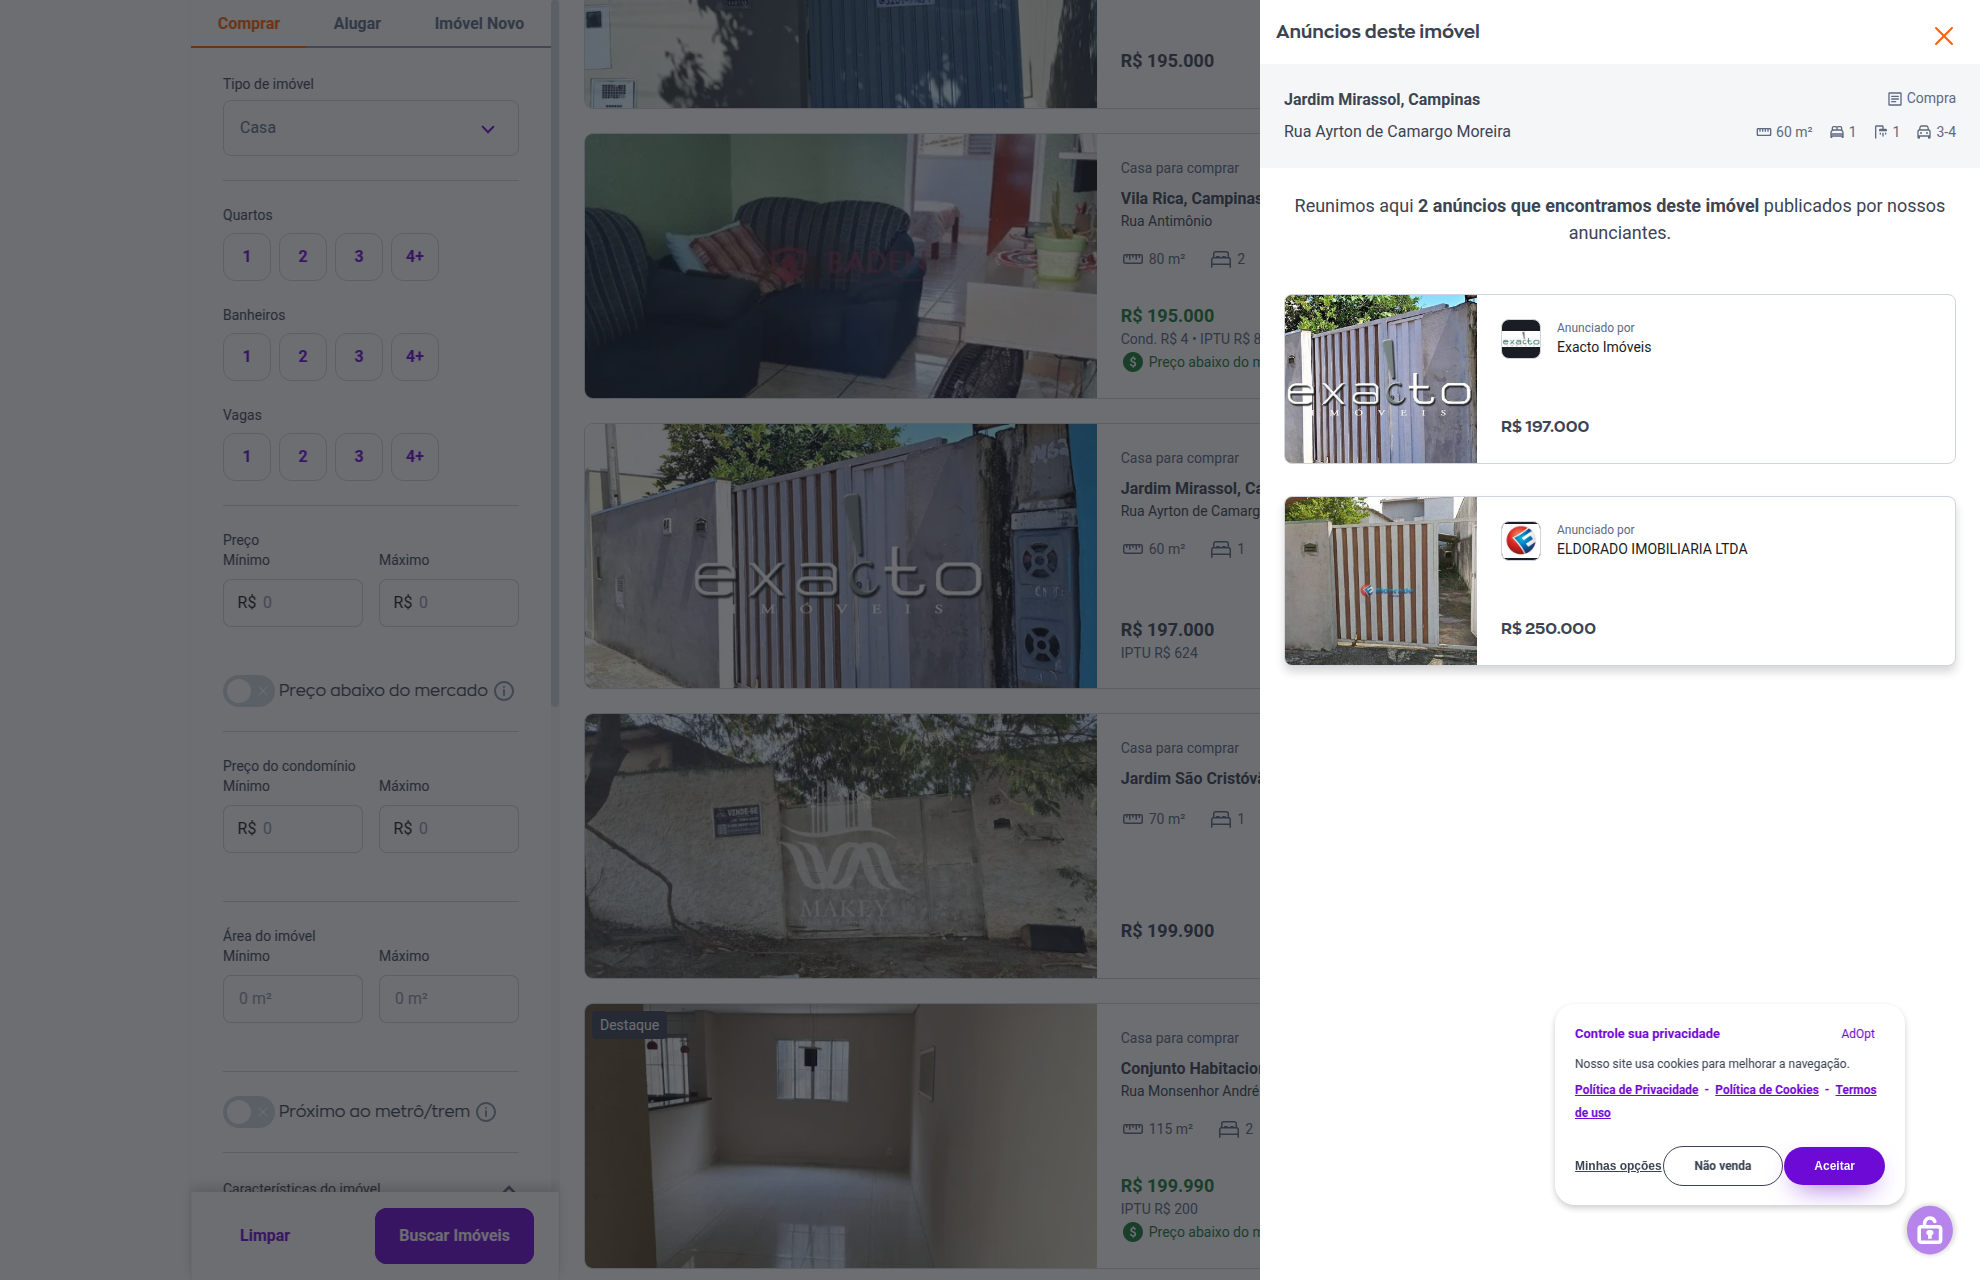 Comprar
Alugar
Imóvel Novo
Tipo de imóvel
Casa
Quartos
1
2
3
4+
Banheiros
1
2
3
4+
Vagas
1
2
3
4+
Preço
Mínimo
Máximo
R$ 0
R$ 0
Preço abaixo do mercado
Preço do condomínio
Mínimo
Máximo
R$ 0
R$ 0
Área do imóvel
Mínimo
Máximo
0 m²
0 m²
Próximo ao metrô/trem
Características do imóvel
Limpar
Buscar Imóveis
R$ 195.000
Casa para comprar
Vila Rica, Campinas
Rua Antimônio
80 m²
2
R$ 195.000
Cond. R$ 4 • IPTU R$ 8
Preço abaixo do m
exacto
IMÓVEIS
Casa para comprar
Jardim Mirassol, Ca
Rua Ayrton de Camarg
60 m²
1
R$ 197.000
IPTU R$ 624
VENDE-SE
MAKEY
Casa para comprar
Jardim São Cristóvã
70 m²
1
R$ 199.900
Destaque
Casa para comprar
Conjunto Habitacion
Rua Monsenhor André
115 m²
2
R$ 199.990
IPTU R$ 200
Preço abaixo do m
Anúncios deste imóvel
Jardim Mirassol, Campinas
Compra
Rua Ayrton de Camargo Moreira
60 m²
1
1
3-4
Reunimos aqui 2 anúncios que encontramos deste imóvel publicados por nossos
anunciantes.
exacto
IMÓVEIS
exacto
Anunciado por
Exacto Imóveis
R$ 197.000
Anunciado por
ELDORADO IMOBILIARIA LTDA
R$ 250.000
Controle sua privacidade
AdOpt
Nosso site usa cookies para melhorar a navegação.
Política de Privacidade - Política de Cookies - Termos
de uso
Minhas opções
Não venda
Aceitar